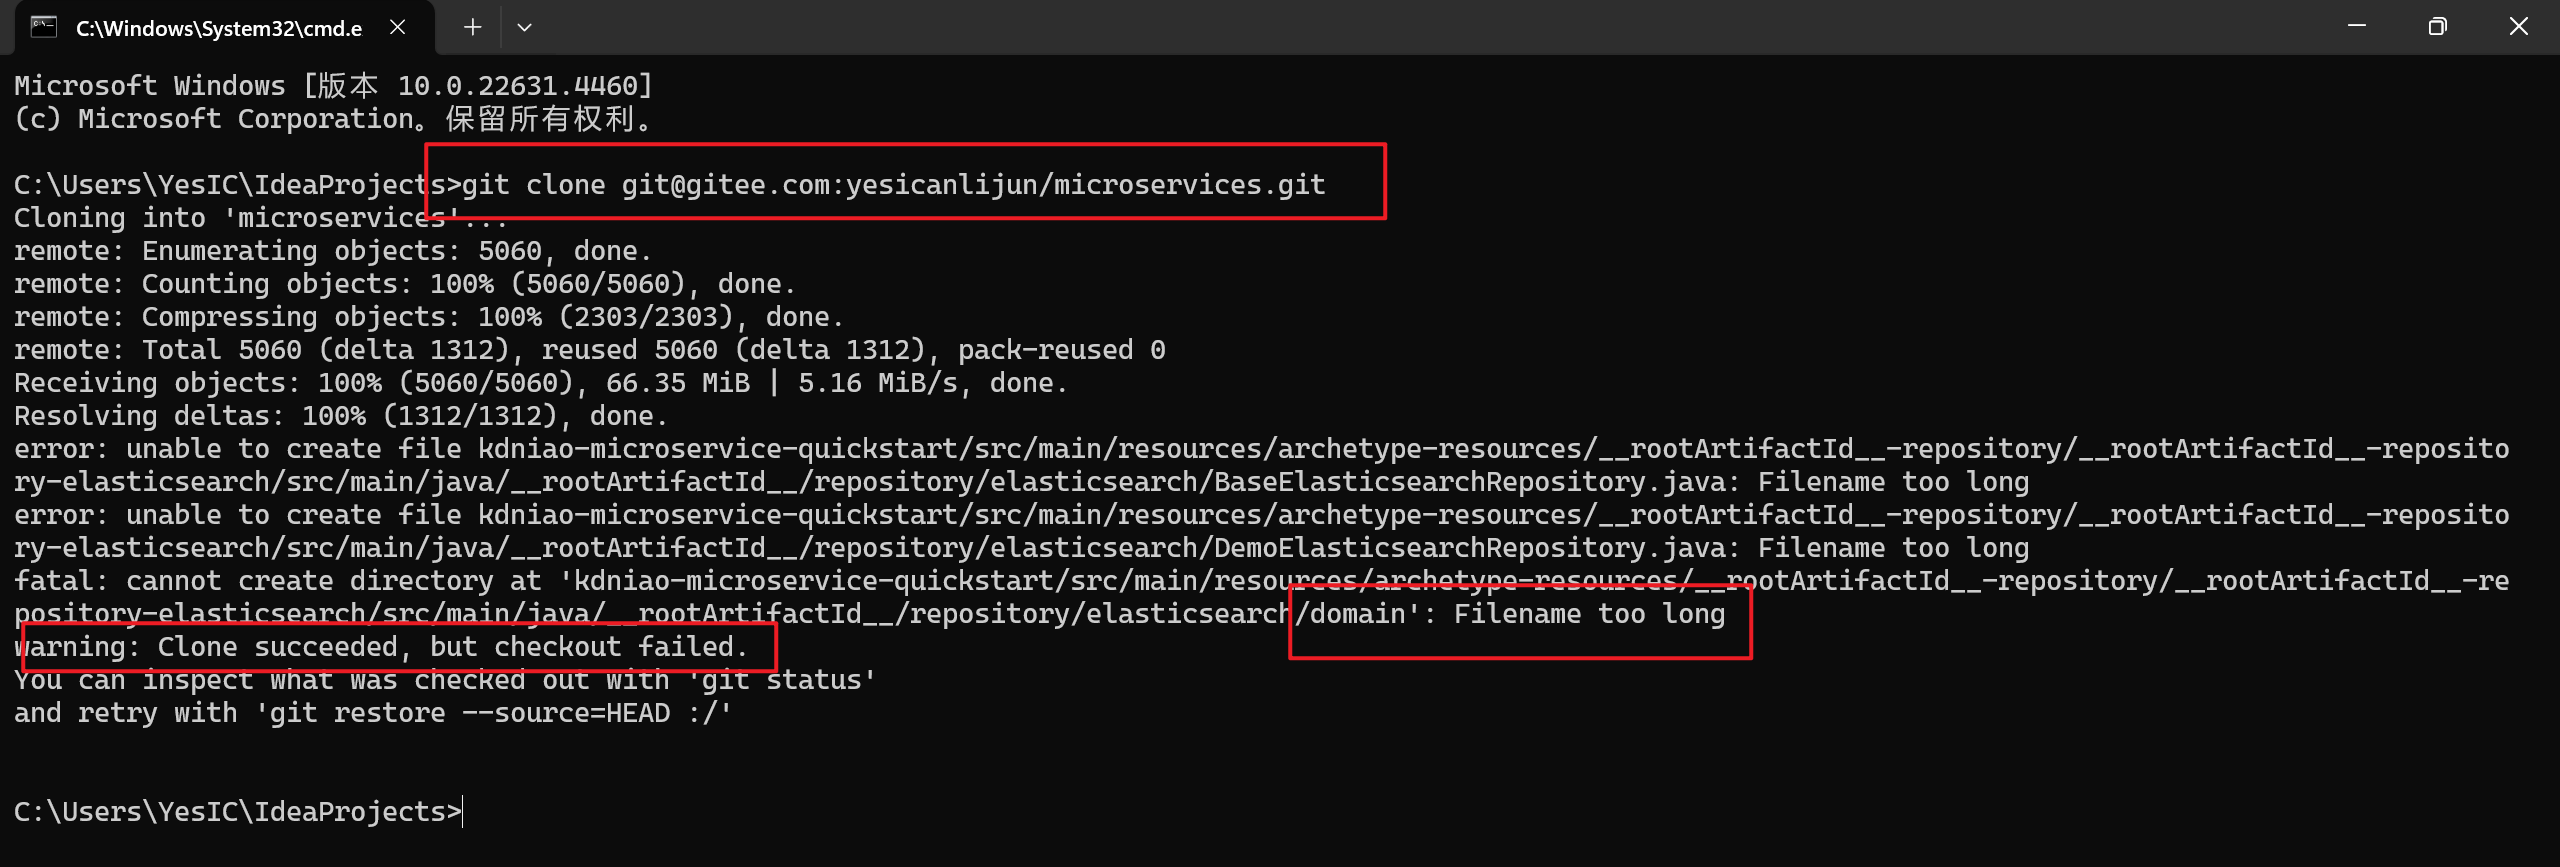 C:\Windows\System32\cmd.e
Microsoft Windows [版本 10.0.22631.4460]
(c) Microsoft Corporation。保留所有权利。
C:\Users\YesIC\IdeaProjects>git clone git@gitee.com:yesicanlijun/microservices.git
Cloning into 'microservices'...
remote: Enumerating objects: 5060, done.
remote: Counting objects: 100% (5060/5060), done.
remote: Compressing objects: 100% (2303/2303), done.
remote: Total 5060 (delta 1312), reused 5060 (delta 1312), pack-reused 0
Receiving objects: 100% (5060/5060), 66.35 MiB | 5.16 MiB/s, done.
Resolving deltas: 100% (1312/1312), done.
error: unable to create file kdniao-microservice-quickstart/src/main/resources/archetype-resources/__rootArtifactId__-repository/__rootArtifactId__-reposito
ry-elasticsearch/src/main/java/__rootArtifactId__/repository/elasticsearch/BaseElasticsearchRepository.java: Filename too long
error: unable to create file kdniao-microservice-quickstart/src/main/resources/archetype-resources/__rootArtifactId__-repository/__rootArtifactId__-reposito
ry-elasticsearch/src/main/java/__rootArtifactId__/repository/elasticsearch/DemoElasticsearchRepository.java: Filename too long
fatal: cannot create directory at 'kdniao-microservice-quickstart/src/main/resources/archetype-resources/__rootArtifactId__-repository/__rootArtifactId__-re
pository-elasticsearch/src/main/java/__rootArtifactId__/repository/elasticsearch/domain': Filename too long
warning: Clone succeeded, but checkout failed.
You can inspect what was checked out with 'git status'
and retry with 'git restore --source=HEAD :/'
C:\Users\YesIC\IdeaProjects>